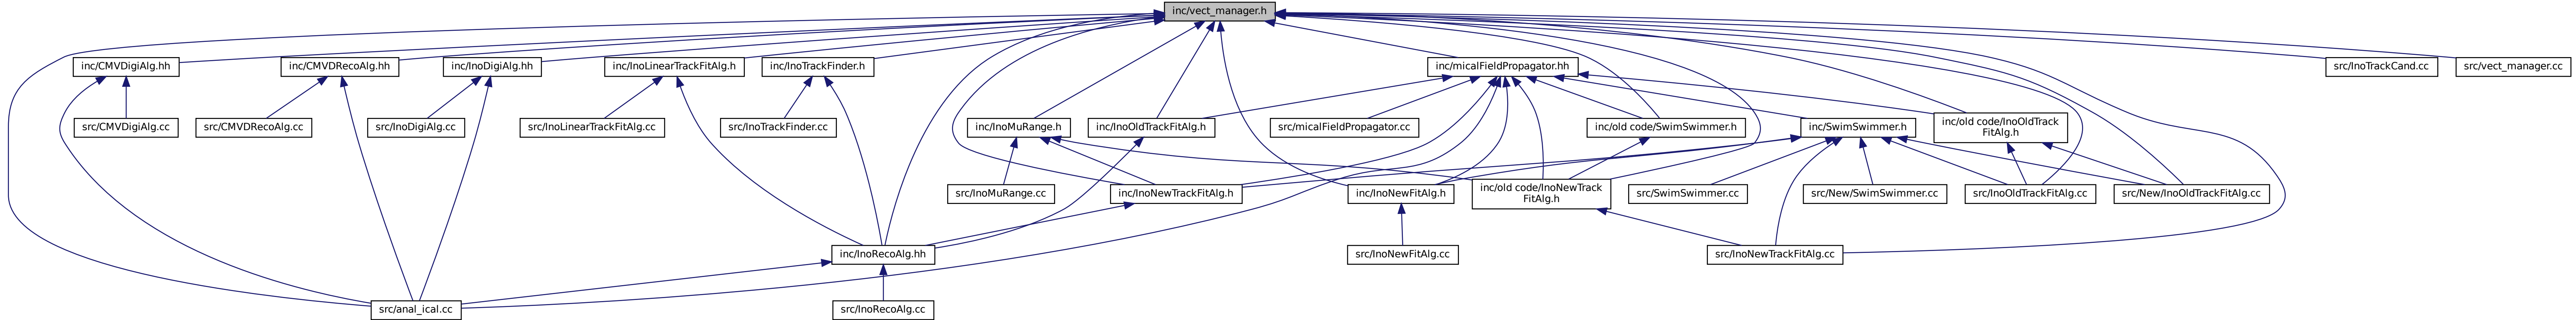 inc/vect_manager.h
inc/CMVDigiAlg.hh
inc/CMVDRecoAlg.hh
inc/InoDigiAlg.hh
inc/InoLinearTrackFitAlg.h
inc/InoTrackFinder.h
inc/micalFieldPropagator.hh
src/InoTrackCand.cc
src/vect_manager.cc
src/CMVDigiAlg.cc
src/CMVDRecoAlg.cc
src/InoDigiAlg.cc
src/InoLinearTrackFitAlg.cc
src/InoTrackFinder.cc
inc/InoMuRange.h
inc/InoOldTrackFitAlg.h
src/micalFieldPropagator.cc
inc/old code/SwimSwimmer.h
inc/SwimSwimmer.h
inc/old code/InoOldTrack
FitAlg.h
src/InoMuRange.cc
inc/InoNewTrackFitAlg.h
inc/InoNewFitAlg.h
inc/old code/InoNewTrack
FitAlg.h
src/SwimSwimmer.cc
src/New/SwimSwimmer.cc
src/InoOldTrackFitAlg.cc
src/New/InoOldTrackFitAlg.cc
inc/InoRecoAlg.hh
src/InoNewFitAlg.cc
src/InoNewTrackFitAlg.cc
src/anal_ical.cc
src/InoRecoAlg.cc